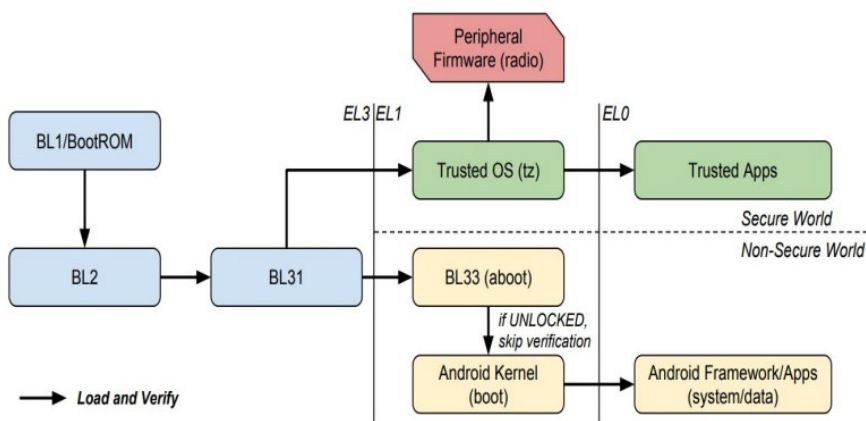 Peripheral
Firmware (radio)
EL3
EL1
EL0
BL1/BootROM
Trusted OS (tz)
Trusted Apps
Secure World
Non-Secure World
BL2
BL31
BL33 (aboot)
if UNLOCKED,
skip verification
Android Kernel
(boot)
Android Framework/Apps
(system/data)
Load and Verify